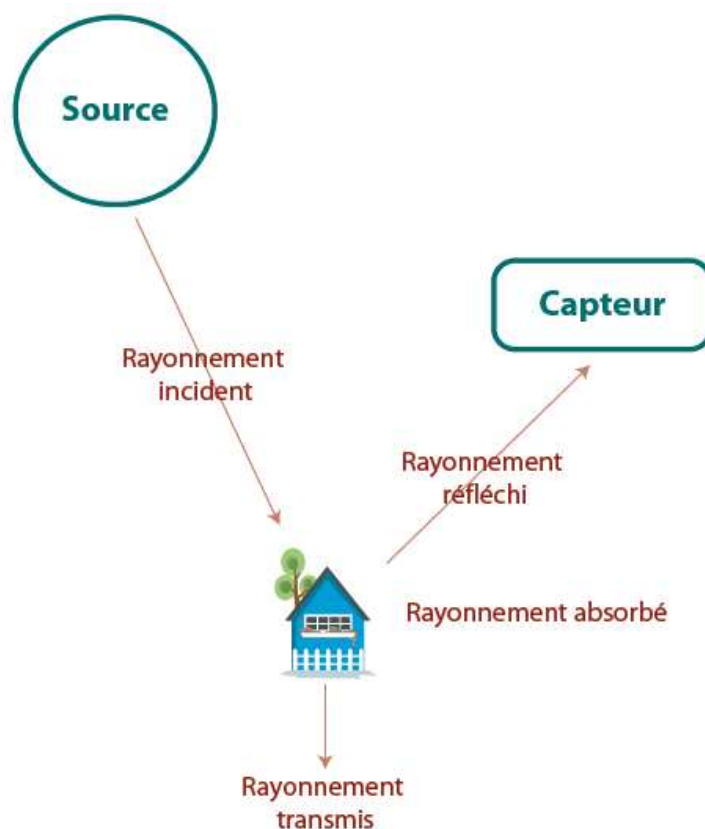 Source
Capteur
Rayonnement
incident
Rayonnement
réfléchi
Rayonnement absorbé
Rayonnement
transmis